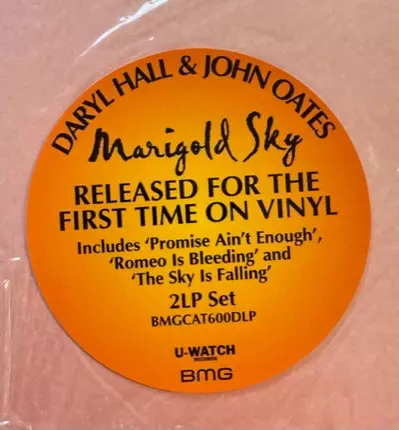 DARYL HALL & JOHN OATES
Marigold Sky
RELEASED FOR THE
FIRST TIME ON VINYL
Includes ‘Promise Ain’t Enough’,
‘Romeo Is Bleeding’ and
‘The Sky Is Falling’
2LP Set
BMGCAT600DLP
U-WATCH
RECORDS
BMG